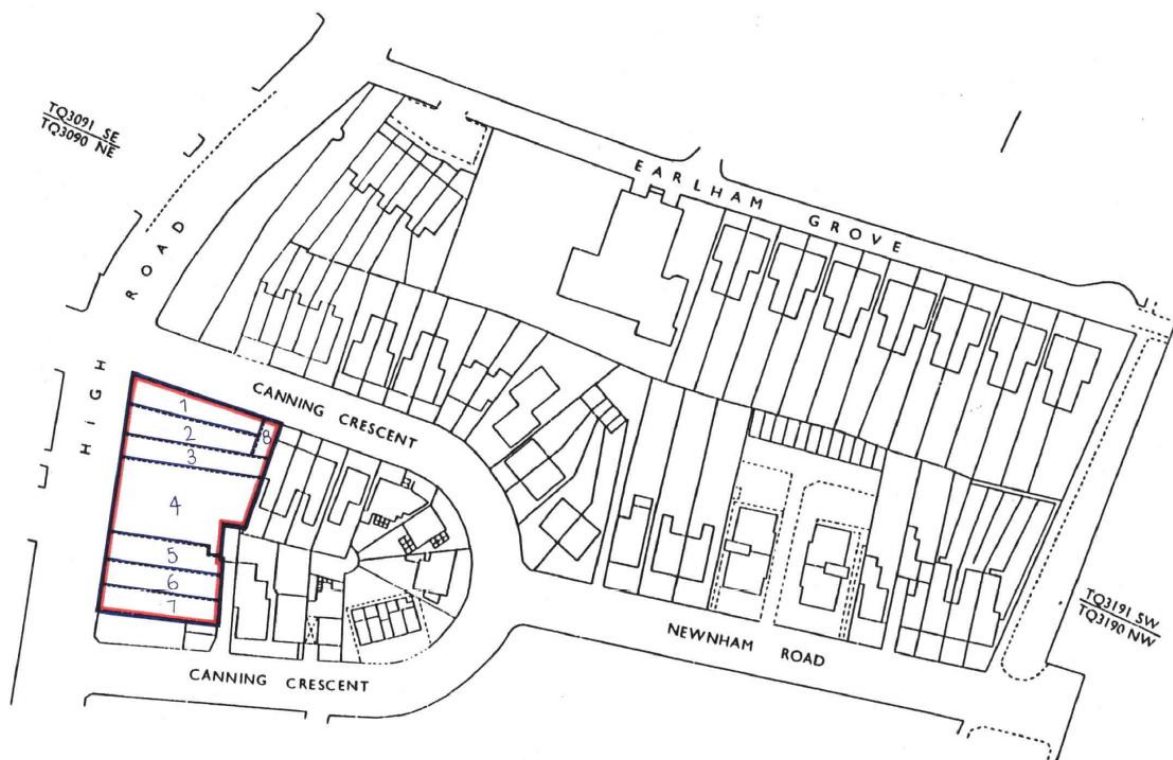 TQ3091 SE
TQ3090 NE
EARLHAM GROVE
HIGH ROAD
CANNING CRESCENT
1
2
8
3
4
5
6
7
TQ3191 SW
TQ3190 NW
NEWNHAM ROAD
CANNING CRESCENT